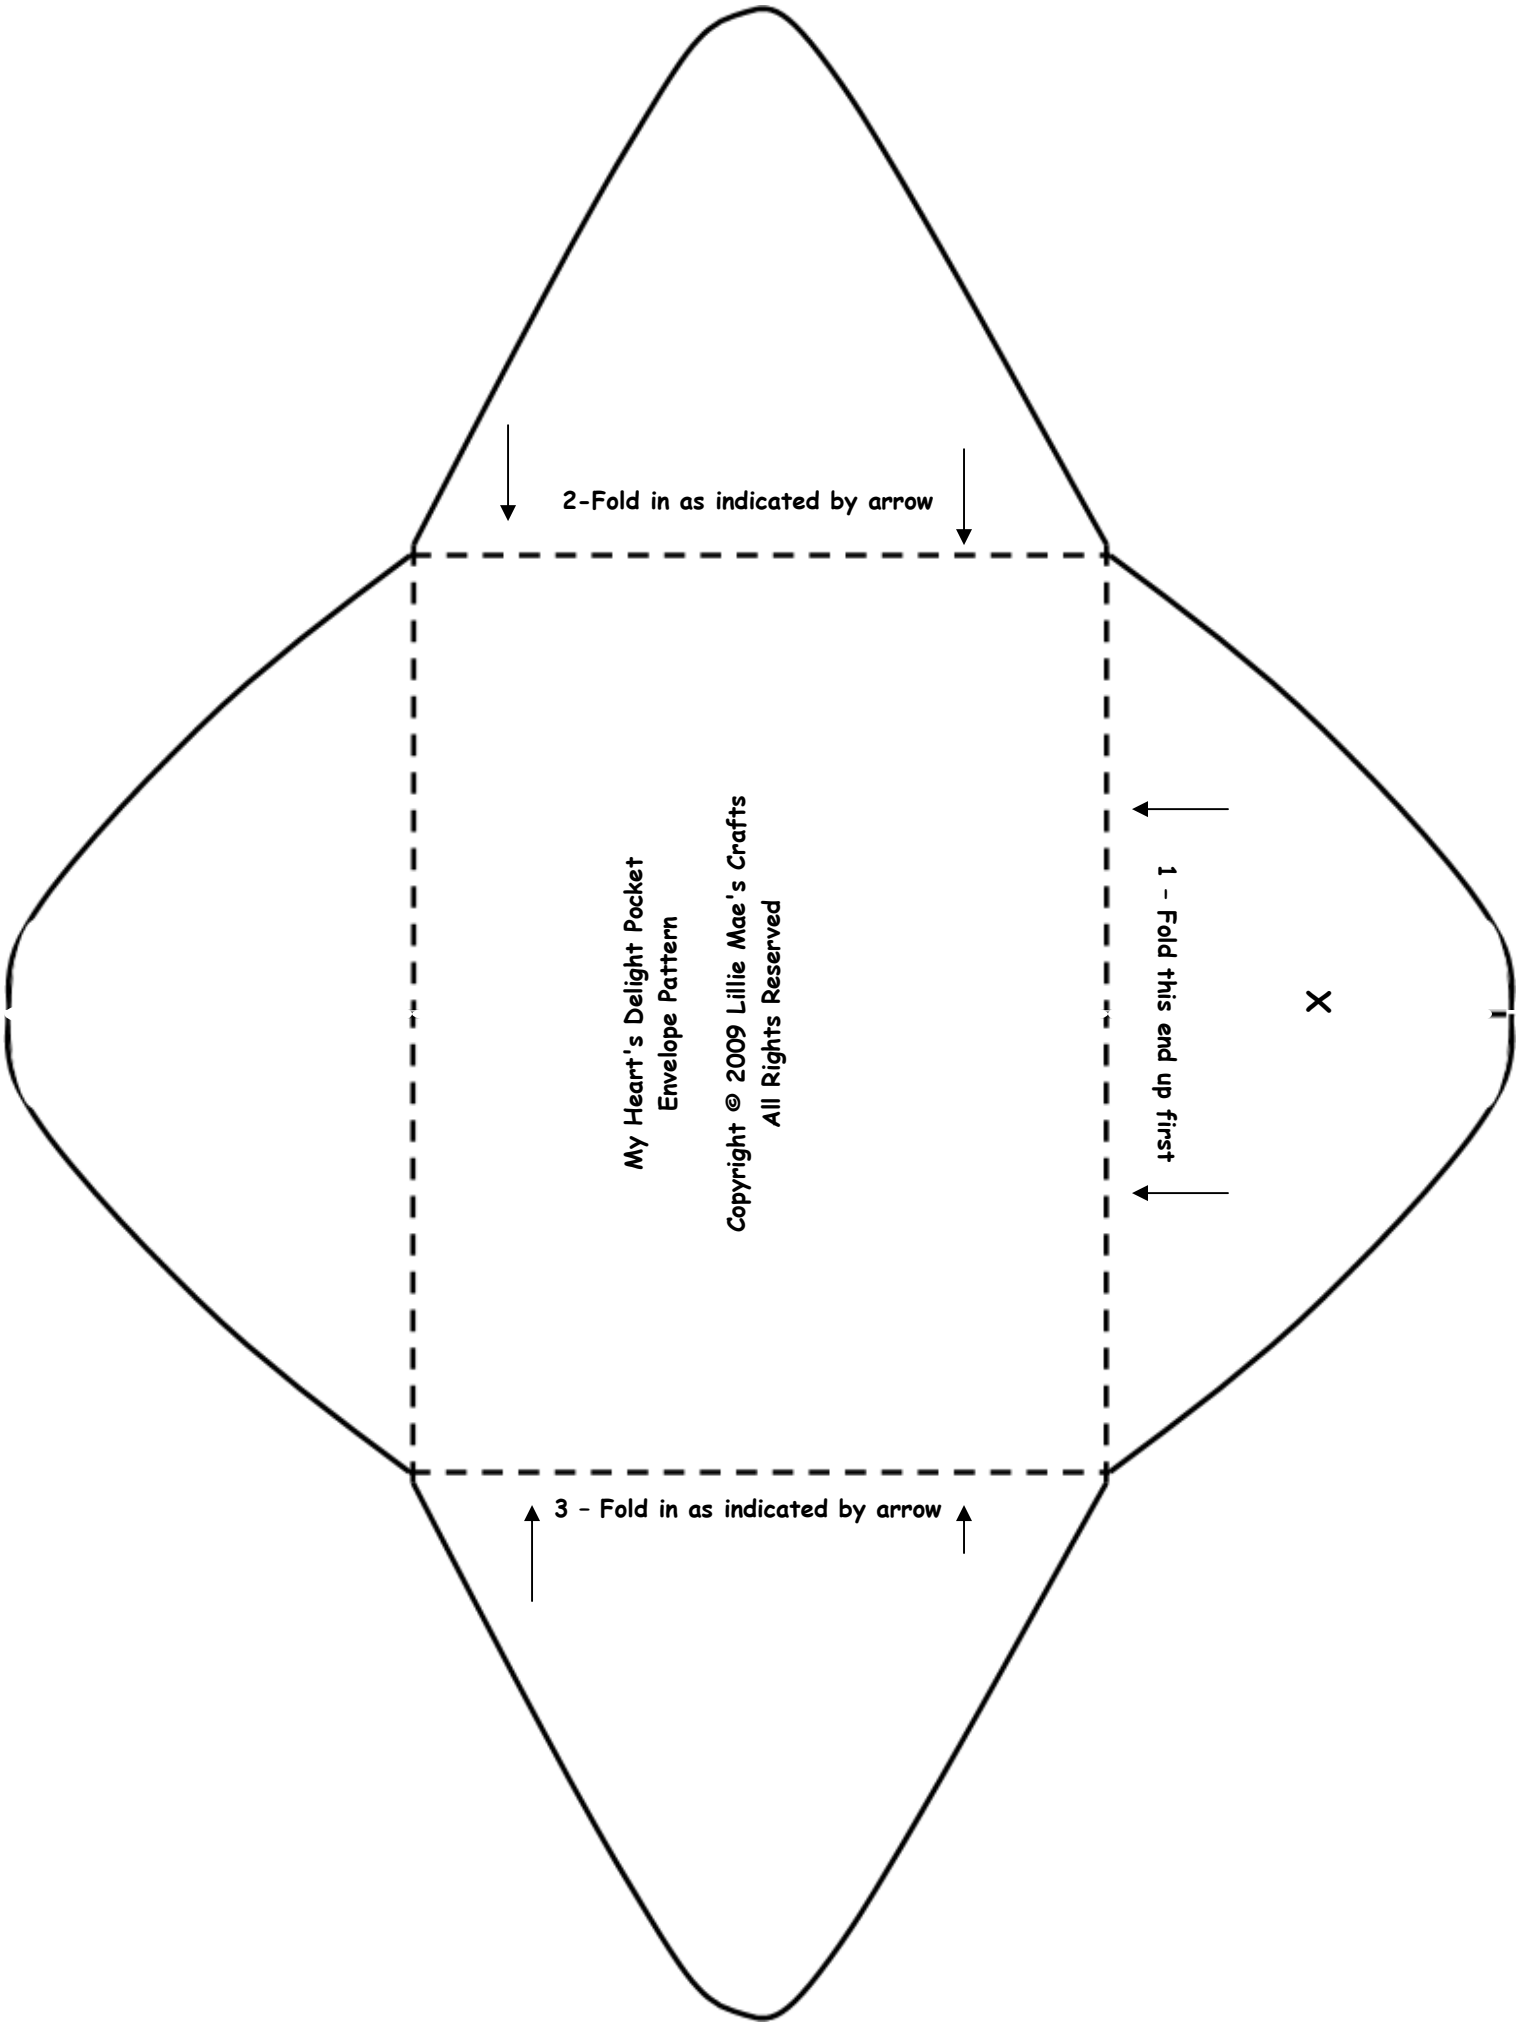 2-Fold in as indicated by arrow
My Heart's Delight Pocket
Envelope Pattern
Copyright © 2009 Lillie Mae's Crafts
All Rights Reserved
1 - Fold this end up first
X
3 - Fold in as indicated by arrow